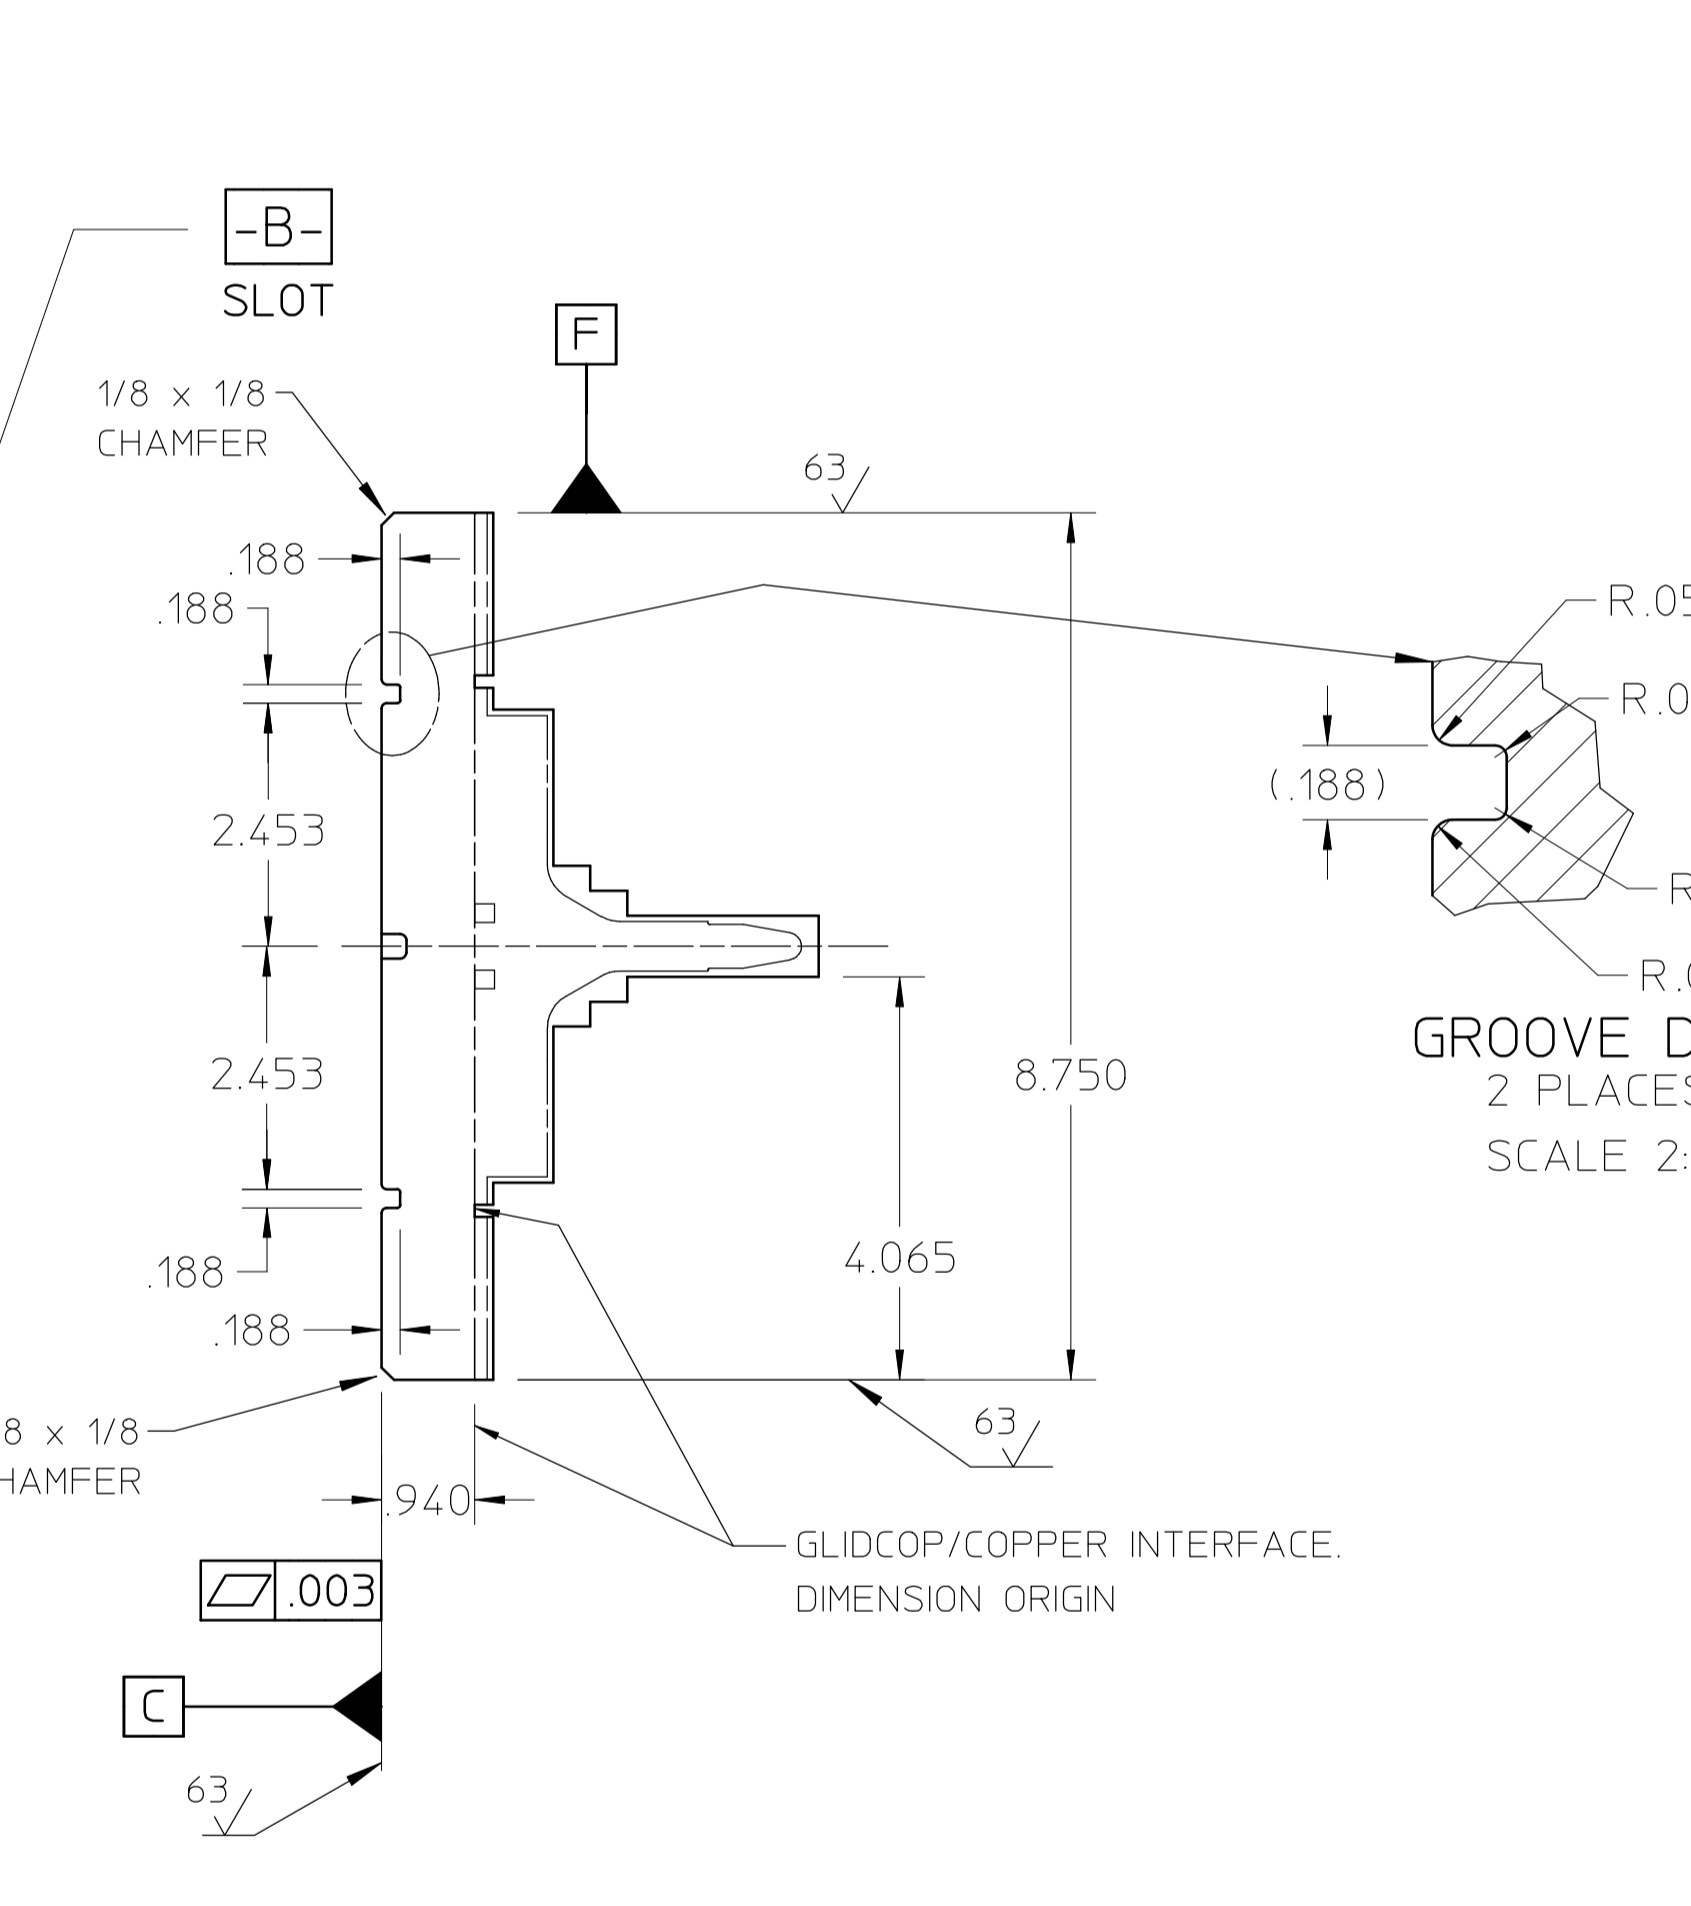 -B-
SLOT
F
1/8 x 1/8
CHAMFER
63
.188
.188
2.453
2.453
.188
.188
8.750
4.065
63
8 x 1/8
HAMFER
.940
.003
C
63
GLIDCOP/COPPER INTERFACE.
DIMENSION ORIGIN
R.05
R.0
(.188)
R
R.0
GROOVE D
2 PLACES
SCALE 2: